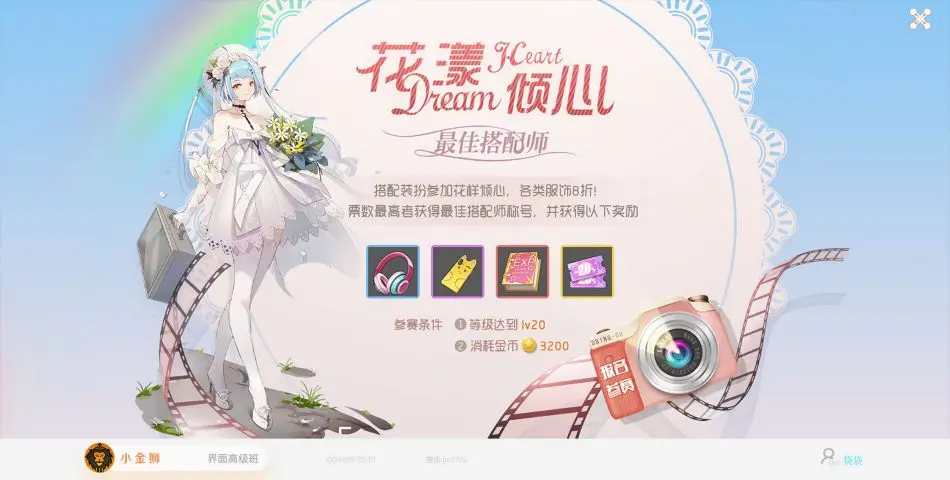 花漾 Heart
Dream 倾心
最佳搭配师
搭配装扮参加花样倾心，各类服饰8折!
票数最高者获得最佳搭配师称号，并获得以下奖励
EXP
参赛条件 ① 等级达到 lv20
② 消耗金币 3200
报名
参赛
小金狮 界面高级班
袋袋